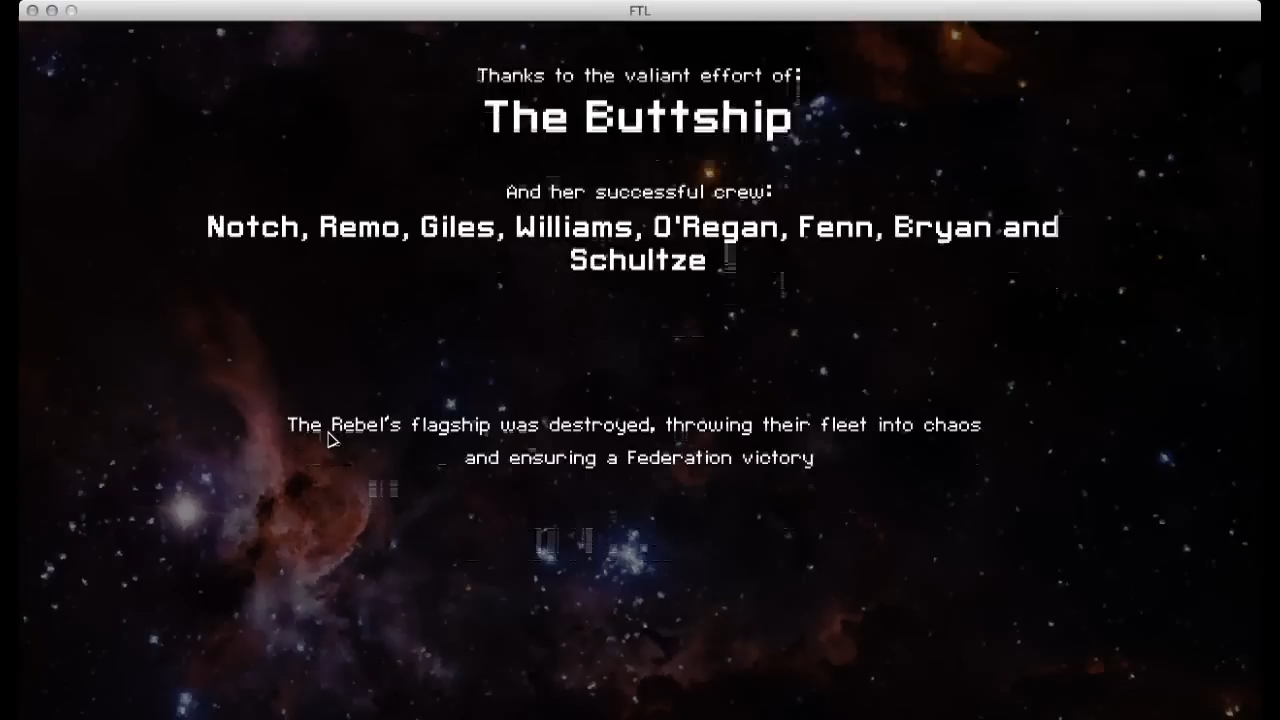 FTL
Thanks to the valiant effort of:
The Buttship
And her successful crew:
Notch, Remo, Giles, Williams, O'Regan, Fenn, Bryan and
Schultze
The Rebel's flagship was destroyed, throwing their fleet into chaos
and ensuring a Federation victory